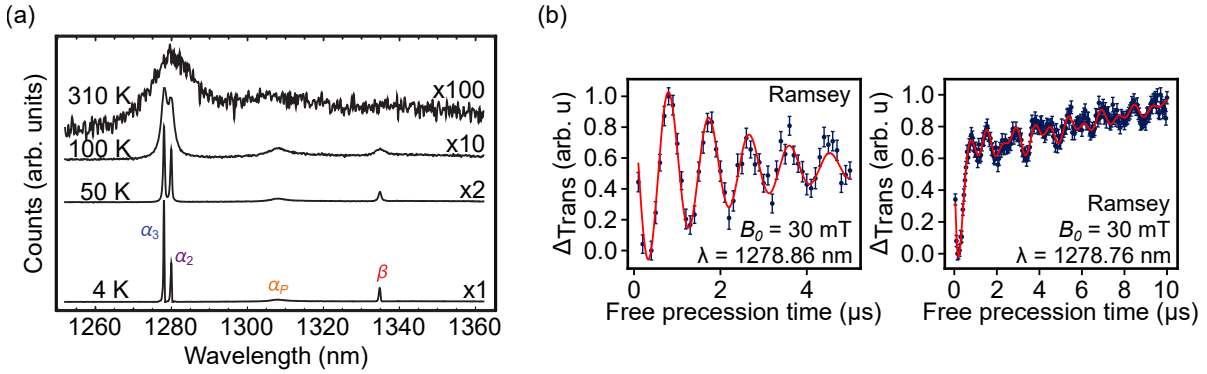 (a)
Counts (arb. units)
310 K
x100
100 K
x10
50 K
x2
α₃
α₂
α_P
β
4 K
x1
1260 1280 1300 1320 1340 1360
Wavelength (nm)
(b)
ΔTrans (arb. u)
1.0
0.8
0.6
0.4
0.2
0.0
Ramsey
B₀ = 30 mT
λ = 1278.86 nm
0 2 4
Free precession time (µs)
ΔTrans (arb. u)
1.0
0.8
0.6
0.4
0.2
0.0
Ramsey
B₀ = 30 mT
λ = 1278.76 nm
0 2 4 6 8 10
Free precession time (µs)